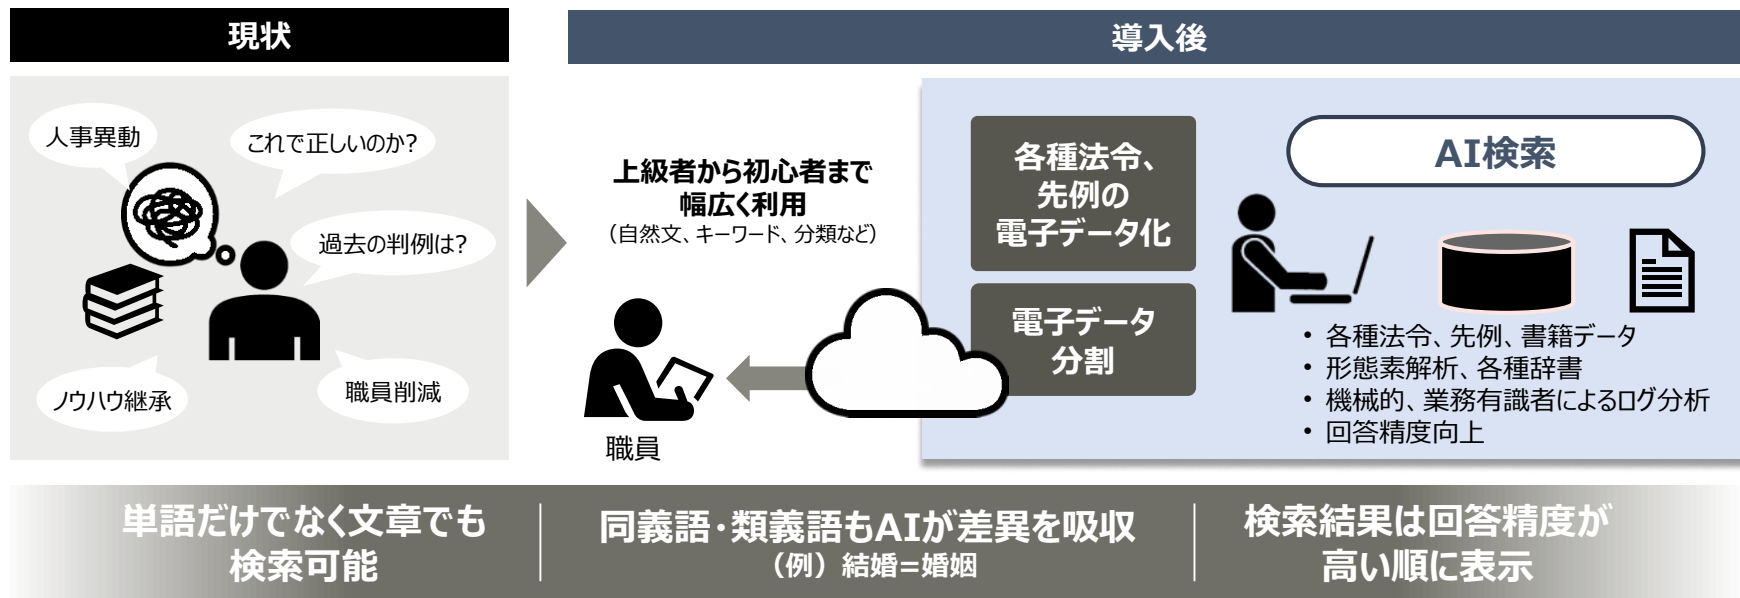 現状
人事異動
これで正しいのか?
過去の判例は?
ノウハウ継承
職員削減
導入後
上級者から初心者まで
幅広く利用
（自然文、キーワード、分類など）
職員
各種法令、
先例の
電子データ化
電子データ
分割
AI検索
• 各種法令、先例、書籍データ
• 形態素解析、各種辞書
• 機械的、業務有識者によるログ分析
• 回答精度向上
単語だけでなく文章でも
検索可能
同義語・類義語もAIが差異を吸収
（例）結婚=婚姻
検索結果は回答精度が
高い順に表示